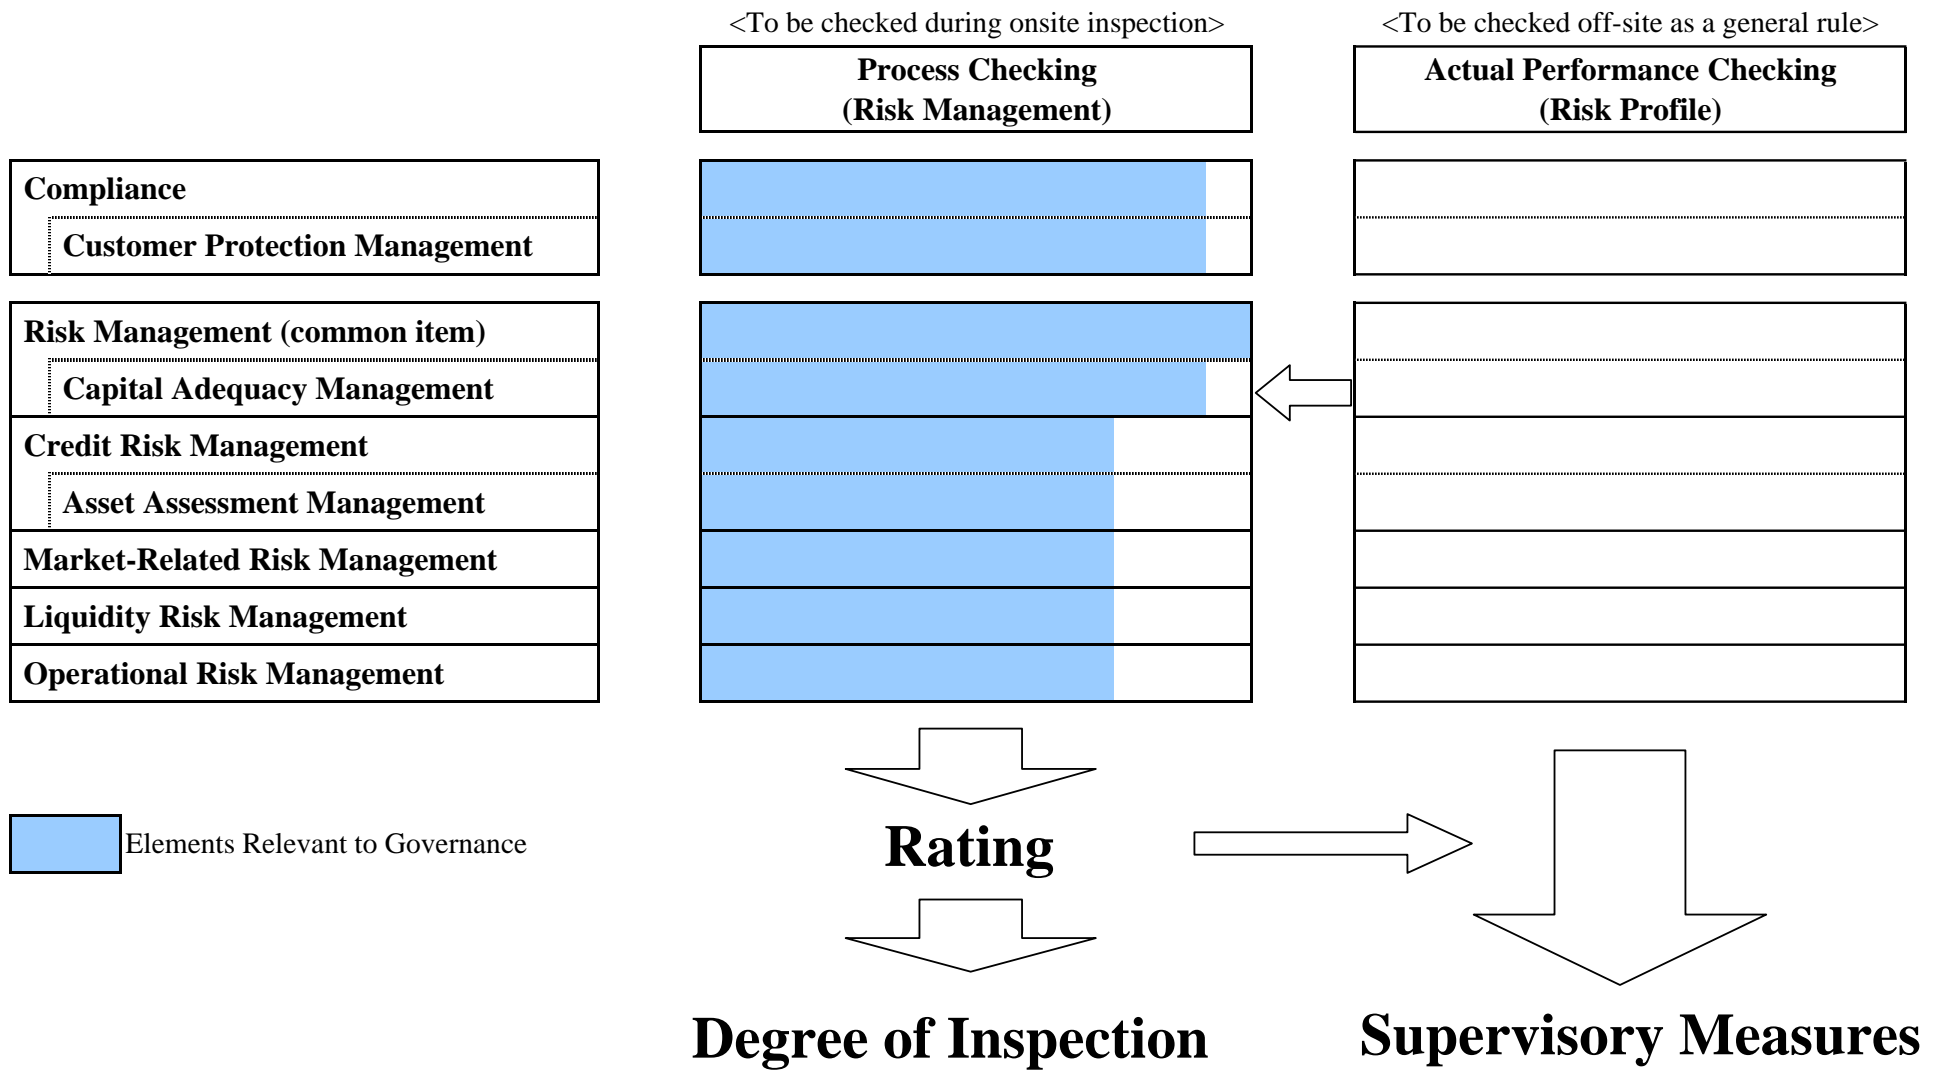 <To be checked during onsite inspection>
<To be checked off-site as a general rule>
Process Checking
(Risk Management)
Actual Performance Checking
(Risk Profile)
Compliance
Customer Protection Management
Risk Management (common item)
Capital Adequacy Management
Credit Risk Management
Asset Assessment Management
Market-Related Risk Management
Liquidity Risk Management
Operational Risk Management
Elements Relevant to Governance
Rating
Degree of Inspection
Supervisory Measures